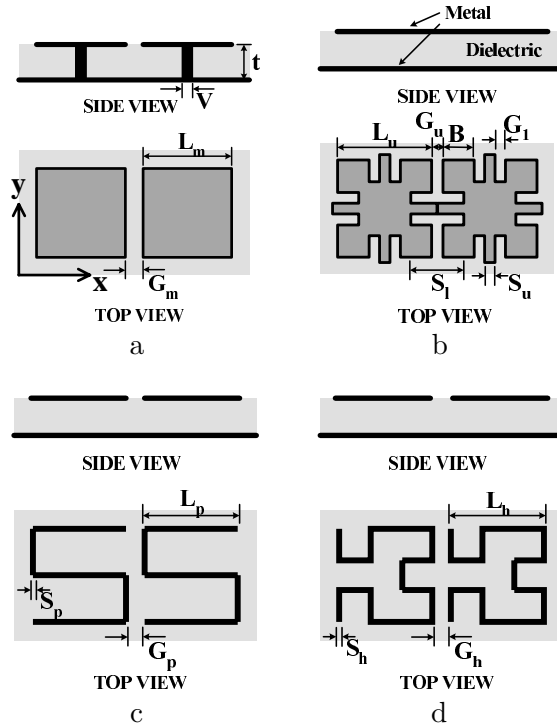 t
V
SIDE VIEW
L_m
y
x
G_m
TOP VIEW
a
Metal
Dielectric
SIDE VIEW
L_u
G_u
B
G_1
S_l
S_u
TOP VIEW
b
SIDE VIEW
L_p
S_p
G_p
TOP VIEW
c
SIDE VIEW
L_h
S_h
G_h
TOP VIEW
d